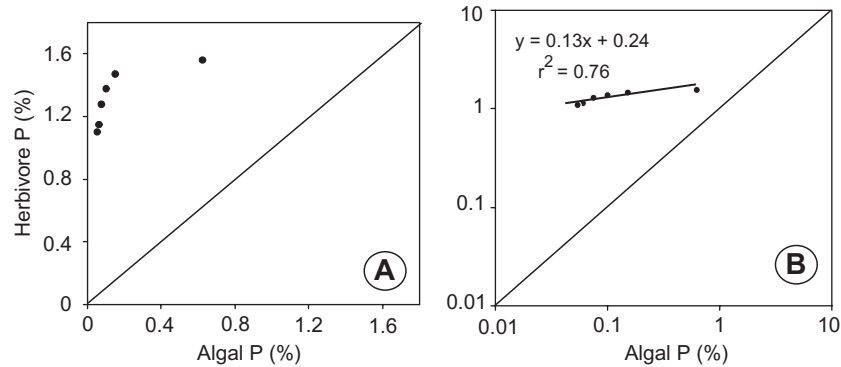 Herbivore P (%)
1.6
1.2
0.8
0.4
0
0 0.4 0.8 1.2 1.6
Algal P (%)
A
y = 0.13x + 0.24
r2 = 0.76
10
1
0.1
0.01
0.01 0.1 1 10
Algal P (%)
B